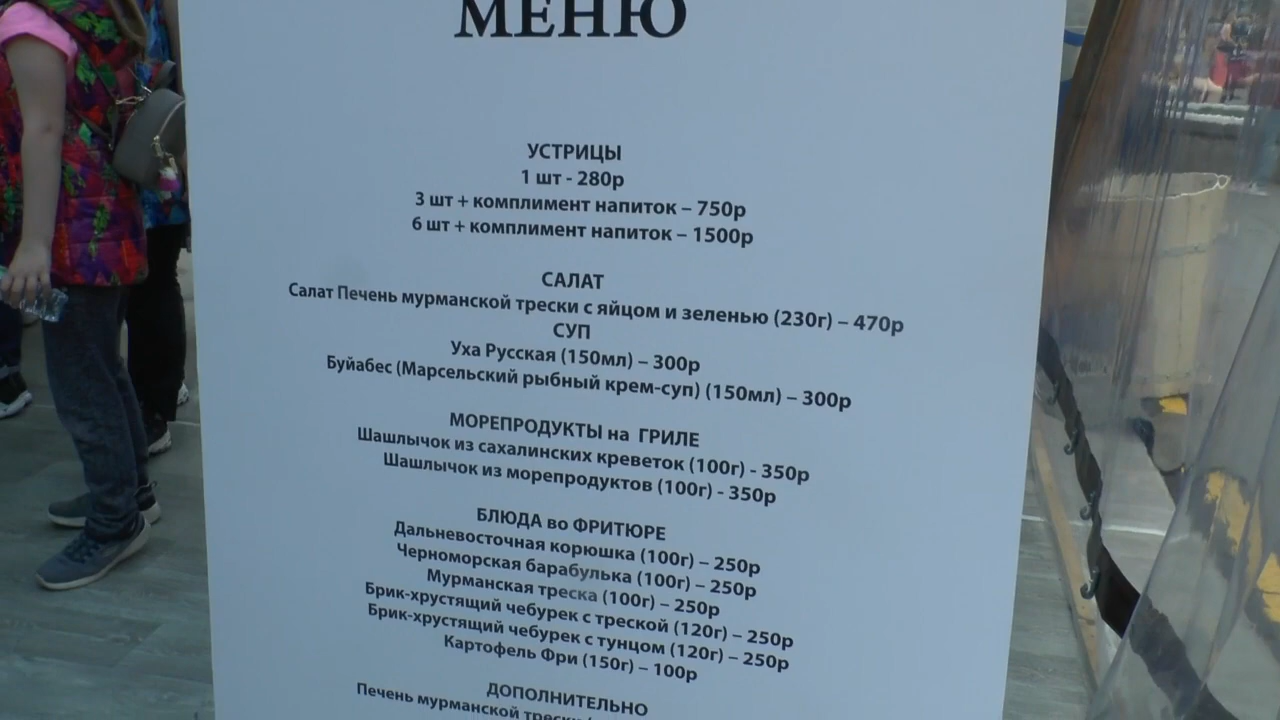 МЕНЮ
УСТРИЦЫ
1 шт - 280р
3 шт + комплимент напиток – 750р
6 шт + комплимент напиток – 1500р
САЛАТ
Салат Печень мурманской трески с яйцом и зеленью (230г) – 470р
СУП
Уха Русская (150мл) – 300р
Буйабес (Марсельский рыбный крем-суп) (150мл) – 300р
МОРЕПРОДУКТЫ на ГРИЛЕ
Шашлычок из сахалинских креветок (100г) - 350р
Шашлычок из морепродуктов (100г) - 350р
БЛЮДА во ФРИТЮРЕ
Дальневосточная корюшка (100г) – 250р
Черноморская барабулька (100г) – 250р
Мурманская треска (100г) – 250р
Брик-хрустящий чебурек с треской (120г) – 250р
Брик-хрустящий чебурек с тунцом (120г) – 250р
Картофель Фри (150г) – 100р
ДОПОЛНИТЕЛЬНО
Печень мурманской трески